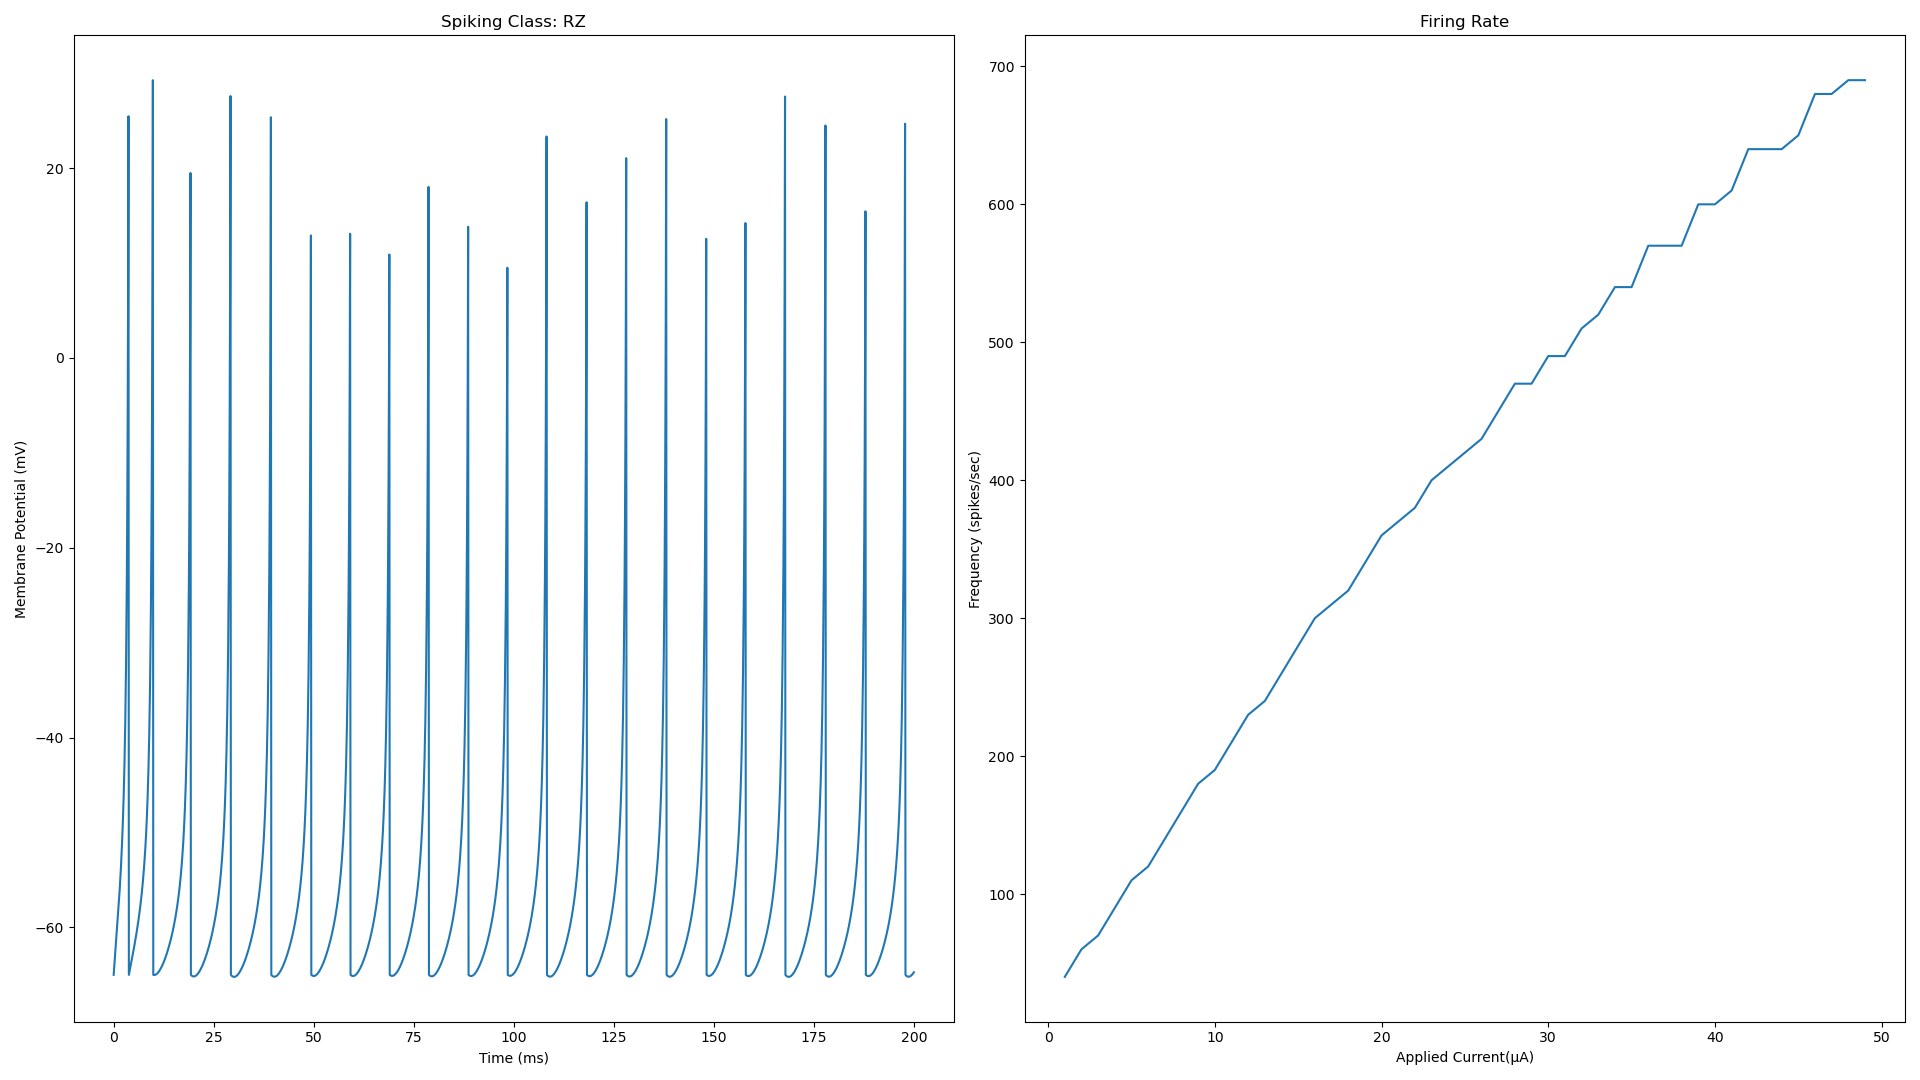 Spiking Class: RZ
20
0
−20
−40
−60
Membrane Potential (mV)
0 25 50 75 100 125 150 175 200
Time (ms)
Firing Rate
700
600
500
400
300
200
100
Frequency (spikes/sec)
0 10 20 30 40 50
Applied Current(μA)